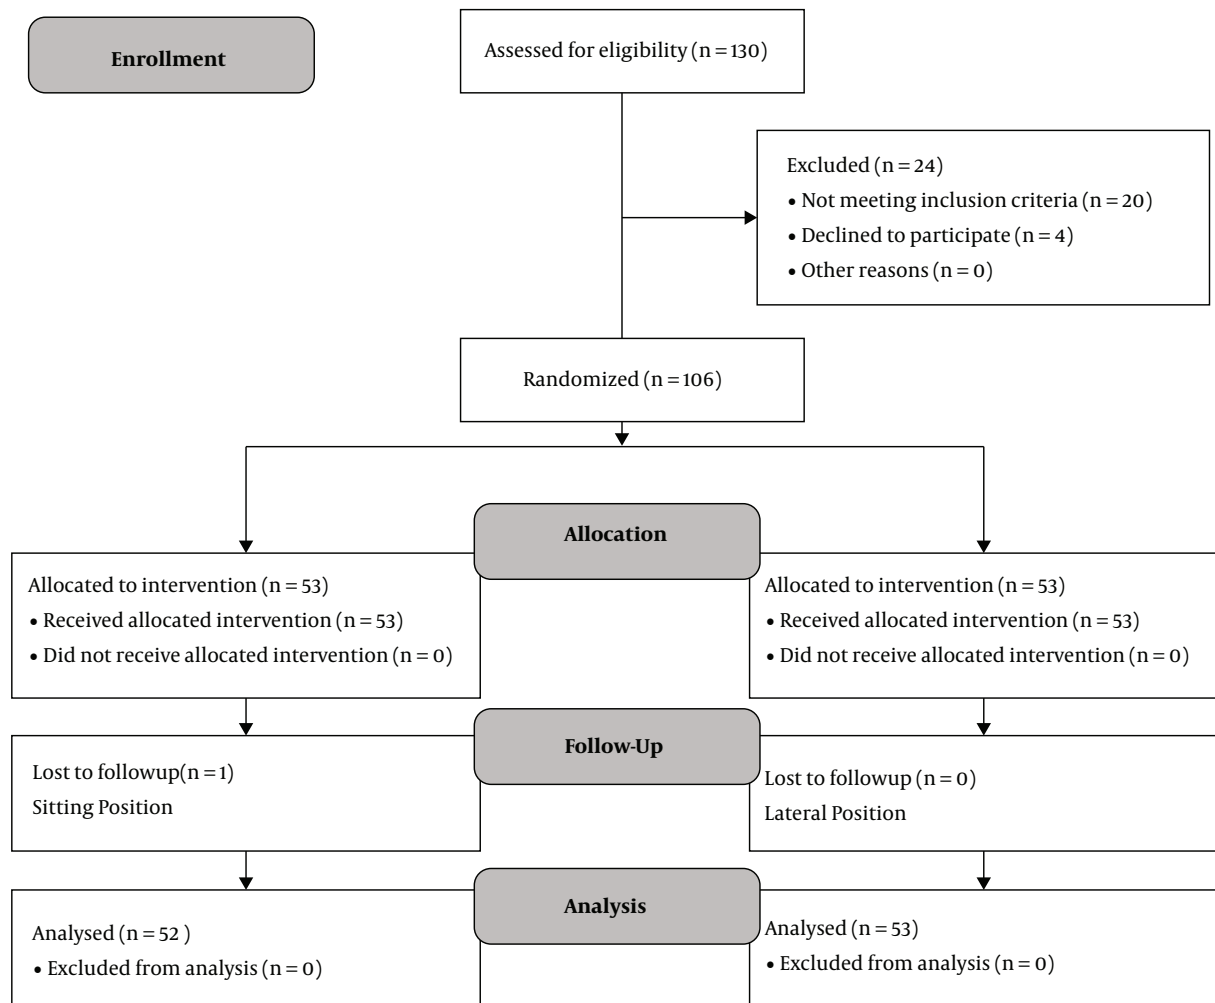 Enrollment
Assessed for eligibility (n = 130)
Excluded (n = 24)
• Not meeting inclusion criteria (n = 20)
• Declined to participate (n = 4)
• Other reasons (n = 0)
Randomized (n = 106)
Allocation
Allocated to intervention (n = 53)
• Received allocated intervention (n = 53)
• Did not receive allocated intervention (n = 0)
Allocated to intervention (n = 53)
• Received allocated intervention (n = 53)
• Did not receive allocated intervention (n = 0)
Follow-Up
Lost to followup(n = 1)
Sitting Position
Lost to followup (n = 0)
Lateral Position
Analysis
Analysed (n = 52 )
• Excluded from analysis (n = 0)
Analysed (n = 53)
• Excluded from analysis (n = 0)